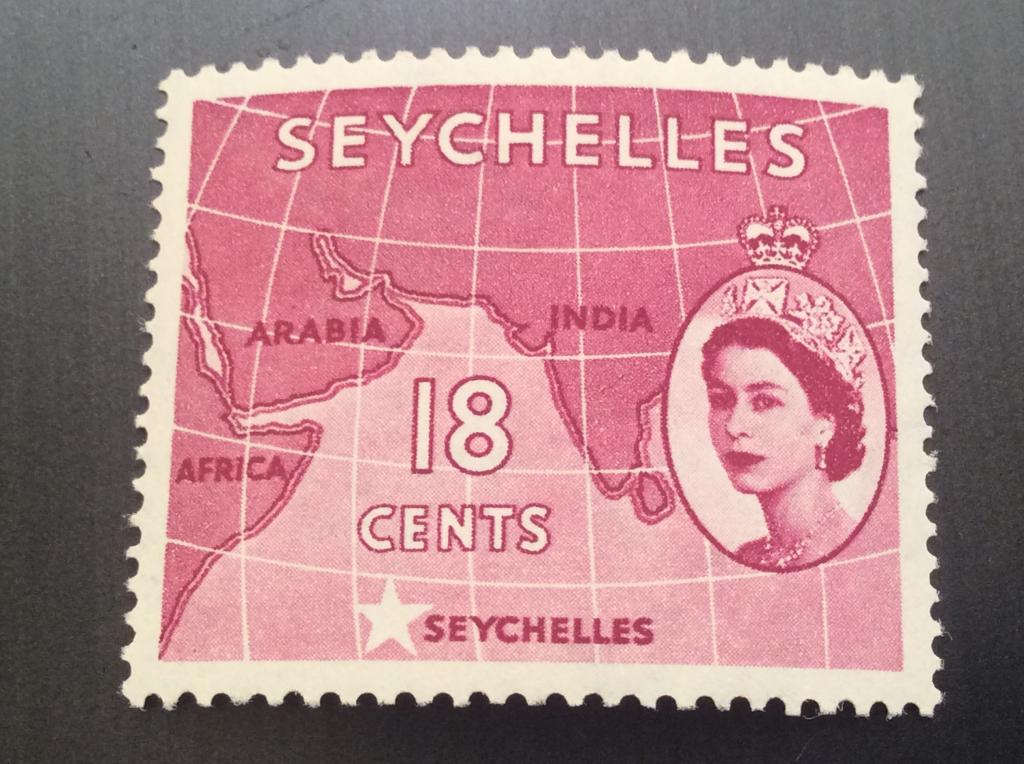 SEYCHELLES
INDIA
ARABIA
18
AFRICA
CENTS
SEYCHELLES